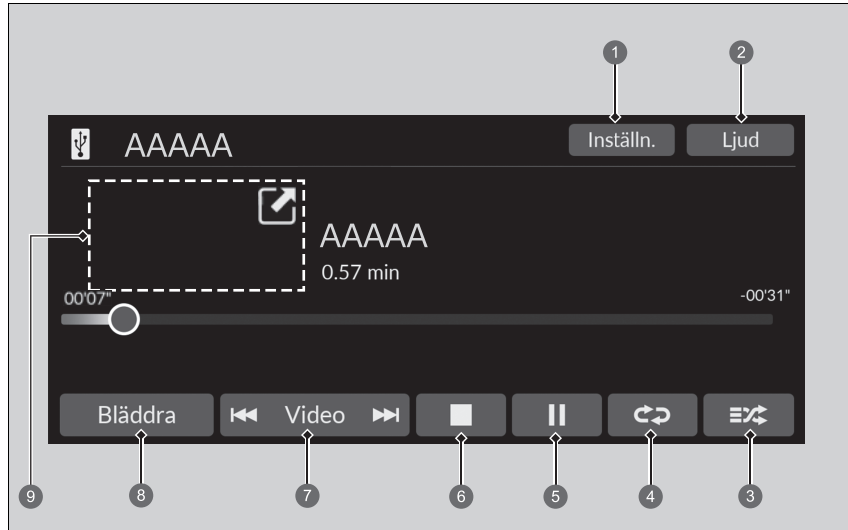 1 2
AAAAA Inställn. Ljud
AAAAA
0.57 min
00'07" -00'31"
Bläddra Video
9 8 7 6 5 4 3